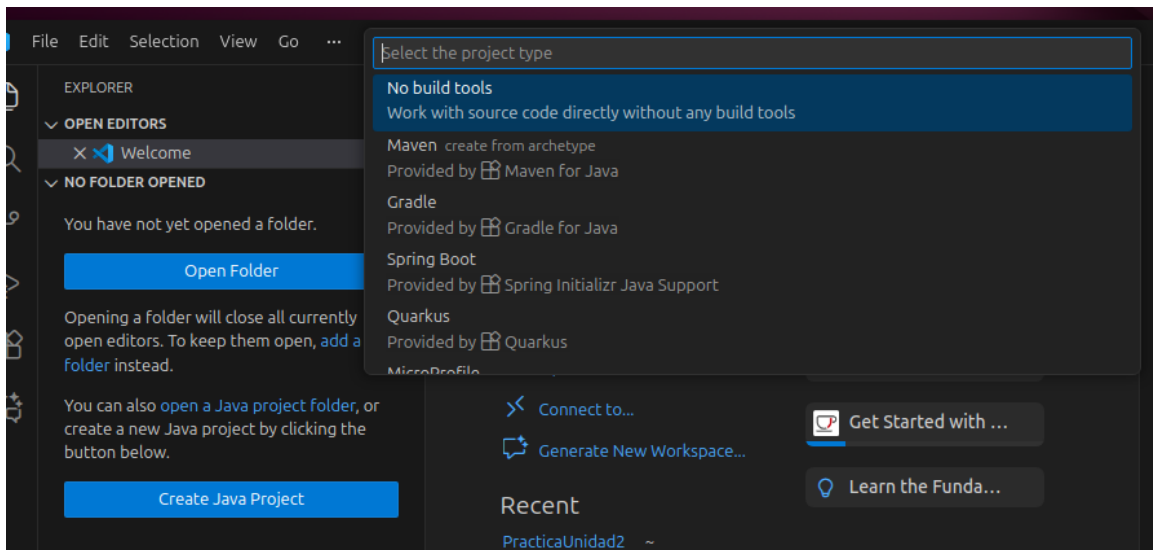 File Edit Selection View Go ···
Select the project type
No build tools
Work with source code directly without any build tools
Maven create from archetype
Provided by Maven for Java
Gradle
Provided by Gradle for Java
Spring Boot
Provided by Spring Initializr Java Support
Quarkus
Provided by Quarkus
MicroProfile
EXPLORER
OPEN EDITORS
Welcome
NO FOLDER OPENED
You have not yet opened a folder.
Open Folder
Opening a folder will close all currently
open editors. To keep them open, add a
folder instead.
You can also open a Java project folder, or
create a new Java project by clicking the
button below.
Create Java Project
Connect to...
Generate New Workspace...
Recent
PracticaUnidad2 ~
Get Started with ...
Learn the Funda...